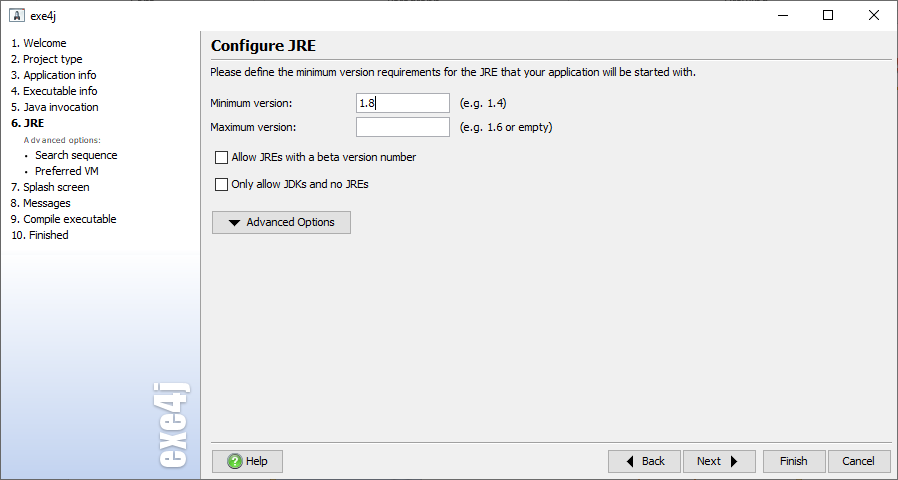 exe4j
1. Welcome
2. Project type
3. Application info
4. Executable info
5. Java invocation
6. JRE
Advanced options:
• Search sequence
• Preferred VM
7. Splash screen
8. Messages
9. Compile executable
10. Finished
exe4j
Configure JRE
Please define the minimum version requirements for the JRE that your application will be started with.
Minimum version: 1.8 (e.g. 1.4)
Maximum version: (e.g. 1.6 or empty)
Allow JREs with a beta version number
Only allow JDKs and no JREs
Advanced Options
Help Back Next Finish Cancel